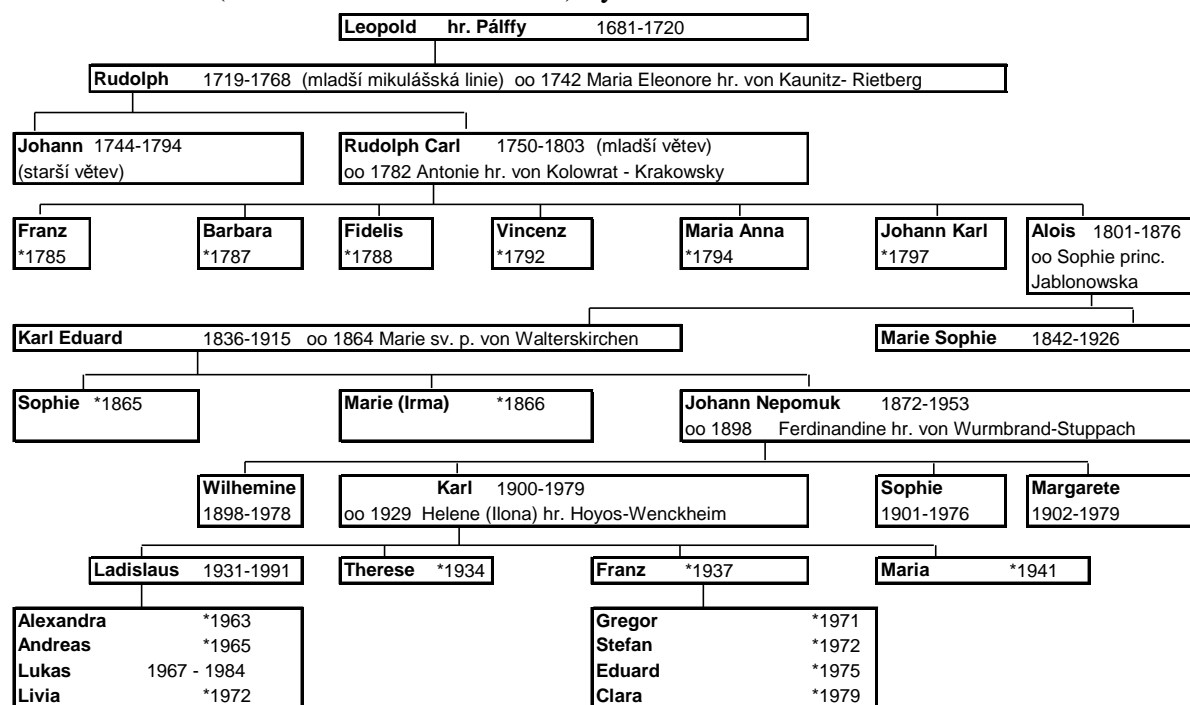 Leopold hr. Pálffy 1681-1720
Rudolph 1719-1768 (mladší mikulášská linie) oo 1742 Maria Eleonore hr. von Kaunitz- Rietberg
Johann 1744-1794
(starší větev)
Rudolph Carl 1750-1803 (mladší větev)
oo 1782 Antonie hr. von Kolowrat - Krakowsky
Franz
*1785
Barbara
*1787
Fidelis
*1788
Vincenz
*1792
Maria Anna
*1794
Johann Karl
*1797
Alois 1801-1876
oo Sophie princ.
Jablonowska
Karl Eduard 1836-1915 oo 1864 Marie sv. p. von Walterskirchen
Marie Sophie 1842-1926
Sophie *1865
Marie (Irma) *1866
Johann Nepomuk 1872-1953
oo 1898 Ferdinandine hr. von Wurmbrand-Stuppach
Wilhemine
1898-1978
Karl 1900-1979
oo 1929 Helene (Ilona) hr. Hoyos-Wenckheim
Sophie
1901-1976
Margarete
1902-1979
Ladislaus 1931-1991
Therese *1934
Franz *1937
Maria *1941
Alexandra *1963
Andreas *1965
Lukas 1967 - 1984
Livia *1972
Gregor *1971
Stefan *1972
Eduard *1975
Clara *1979